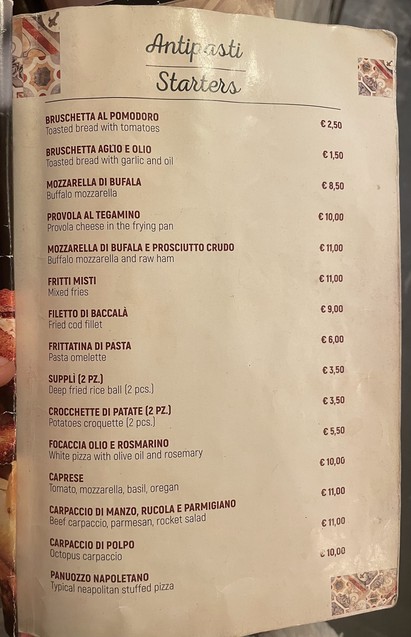 Antipasti
Starters
BRUSCHETTA AL POMODORO € 2,50
Toasted bread with tomatoes
BRUSCHETTA AGLIO E OLIO € 1,50
Toasted bread with garlic and oil
MOZZARELLA DI BUFALA € 8,50
Buffalo mozzarella
PROVOLA AL TEGAMINO € 10,00
Provola cheese in the frying pan
MOZZARELLA DI BUFALA E PROSCIUTTO CRUDO € 11,00
Buffalo mozzarella and raw ham
FRITTI MISTI € 11,00
Mixed fries
FILETTO DI BACCALÀ € 9,00
Fried cod fillet
FRITTATINA DI PASTA € 6,00
Pasta omelette
SUPPLÌ (2 PZ.) € 3,50
Deep fried rice ball (2 pcs.)
CROCCHETTE DI PATATE (2 PZ.) € 3,50
Potatoes croquette (2 pcs.)
FOCACCIA OLIO E ROSMARINO € 5,50
White pizza with olive oil and rosemary
CAPRESE € 10,00
Tomato, mozzarella, basil, oregan
CARPACCIO DI MANZO, RUCOLA E PARMIGIANO € 11,00
Beef carpaccio, parmesan, rocket salad
CARPACCIO DI POLPO € 11,00
Octopus carpaccio
PANUOZZO NAPOLETANO € 10,00
Typical neapolitan stuffed pizza